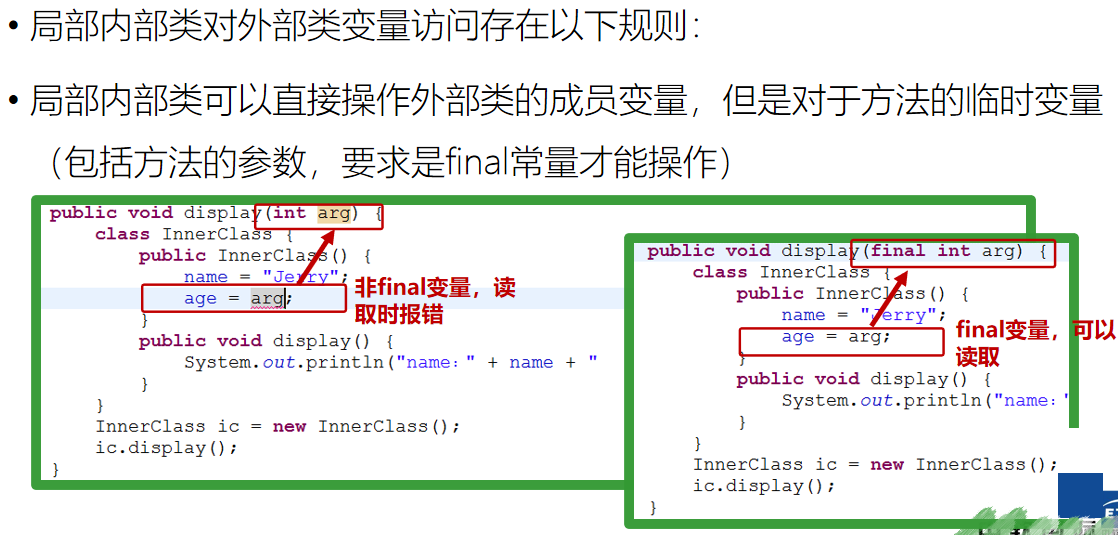 • 局部内部类对外部类变量访问存在以下规则：
• 局部内部类可以直接操作外部类的成员变量，但是对于方法的临时变量
（包括方法的参数，要求是final常量才能操作）
public void display(int arg) {
class InnerClass {
public InnerClass() {
name = "Jerry";
age = arg;
}
public void display() {
System.out.println("name：" + name + "
}
}
InnerClass ic = new InnerClass();
ic.display();
}
非final变量，读
取时报错
public void display(final int arg) {
class InnerClass {
public InnerClass() {
name = "Jerry";
age = arg;
}
public void display() {
System.out.println("name："
}
}
InnerClass ic = new InnerClass();
ic.display();
}
final变量，可以
读取